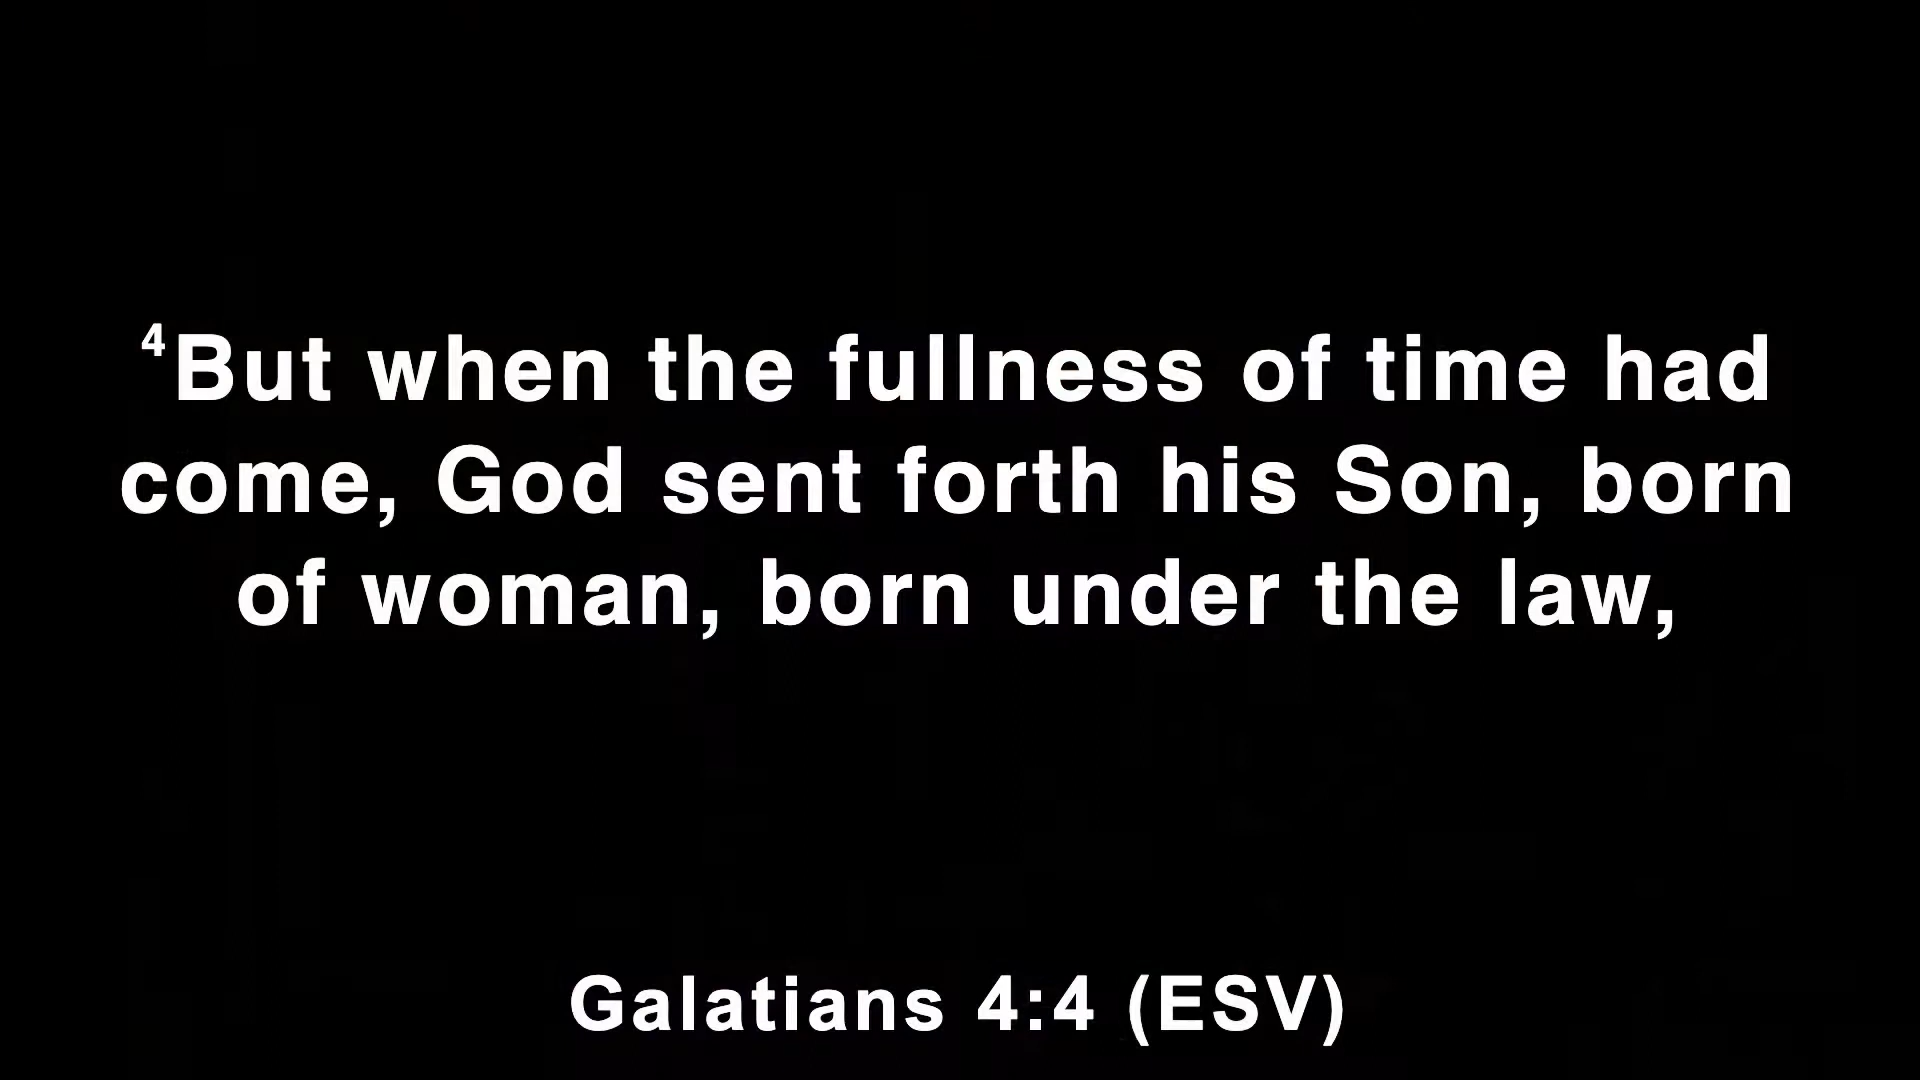 ⁴But when the fullness of time had
come, God sent forth his Son, born
of woman, born under the law,
Galatians 4:4 (ESV)